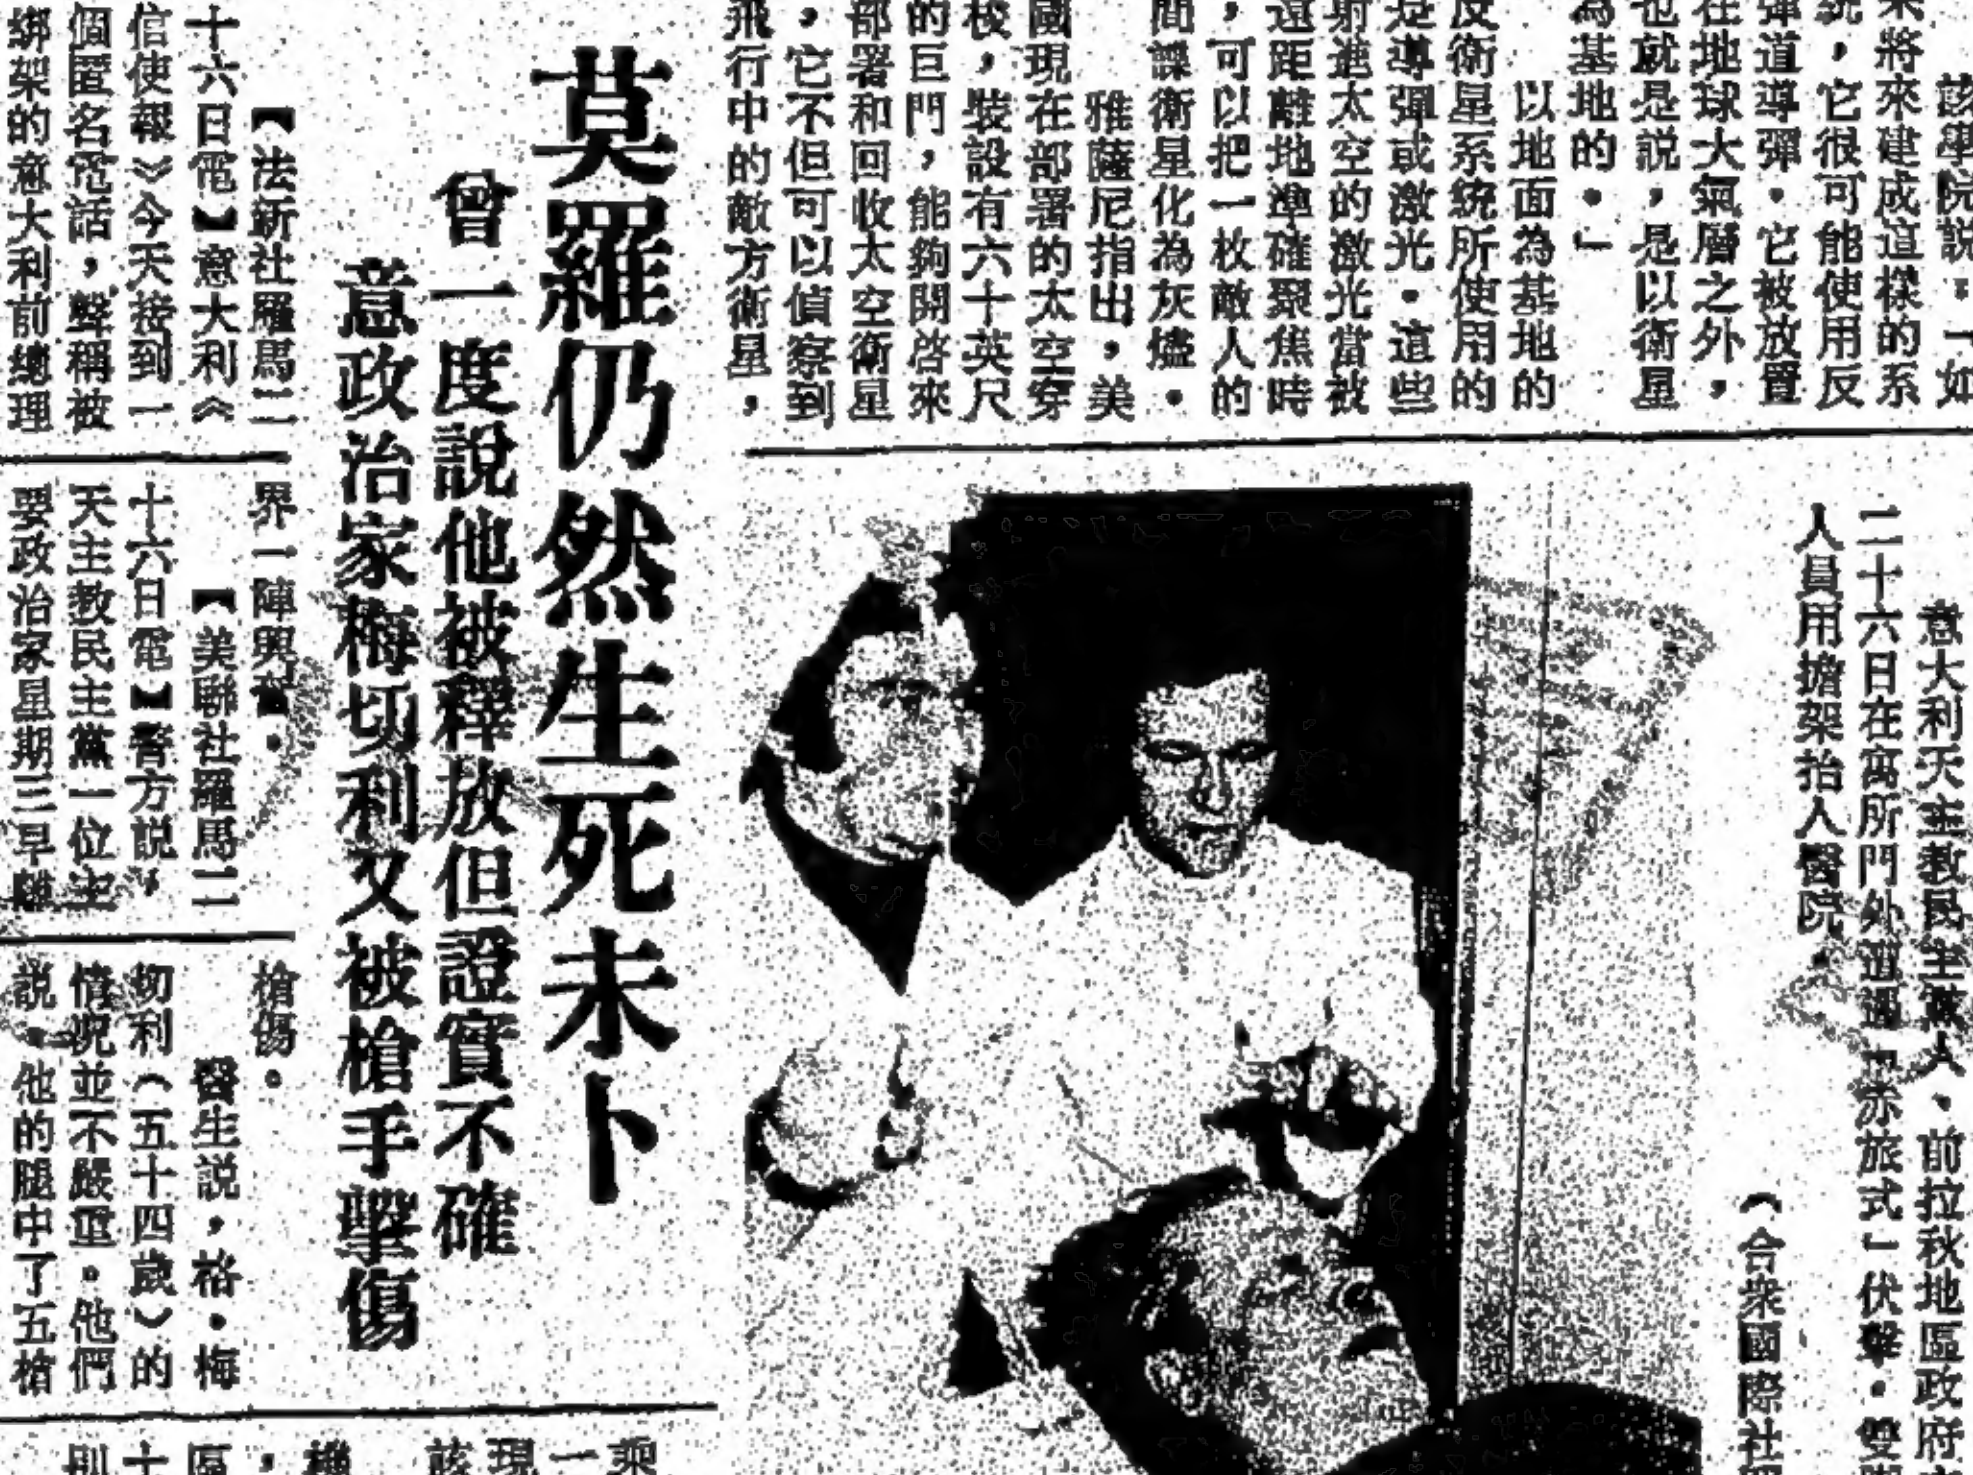 該學院説,「如
果將來建成這樣的系
統,它很可能使用反
彈道導彈。它被放置
在地球大氣層之外,
也就是説,是以衛星
為基地的。」
以地面為基地的
反衛星系統所使用的
是導彈或激光。這些
射進太空的激光當被
遠距離地準確聚焦時
,可以把一枚敵人的
間諜衛星化為灰燼。
雅薩尼指出,美
國現在部署的太空穿
梭,裝設有六十英尺
的巨門,能夠開啓來
部署和回收太空衛星
,它不但可以偵察到
飛行中的敵方衛星,
莫羅仍然生死未卜
曾一度說他被釋放但證實不確
意政治家梅切利又被槍手擊傷
【法新社羅馬二
十六日電】意大利《
信使報》今天接到一
個匿名電話,聲稱被
綁架的意大利前總理
界一陣興奮。
【美聯社羅馬二
十六日電】警方説,
天主教民主黨一位主
要政治家星期三早離
槍傷。
醫生説,格・梅
切利(五十四歲)的
情況並不嚴重。他們
説,他的腿中了五槍
意大利天主教民主黨人、前拉秋地區政府
二十六日在寓所門外遭遇「赤旅式」伏擊。雙
人員用擔架抬入醫院。
(合衆國際社
乘
一
現
該
機
,
區
十